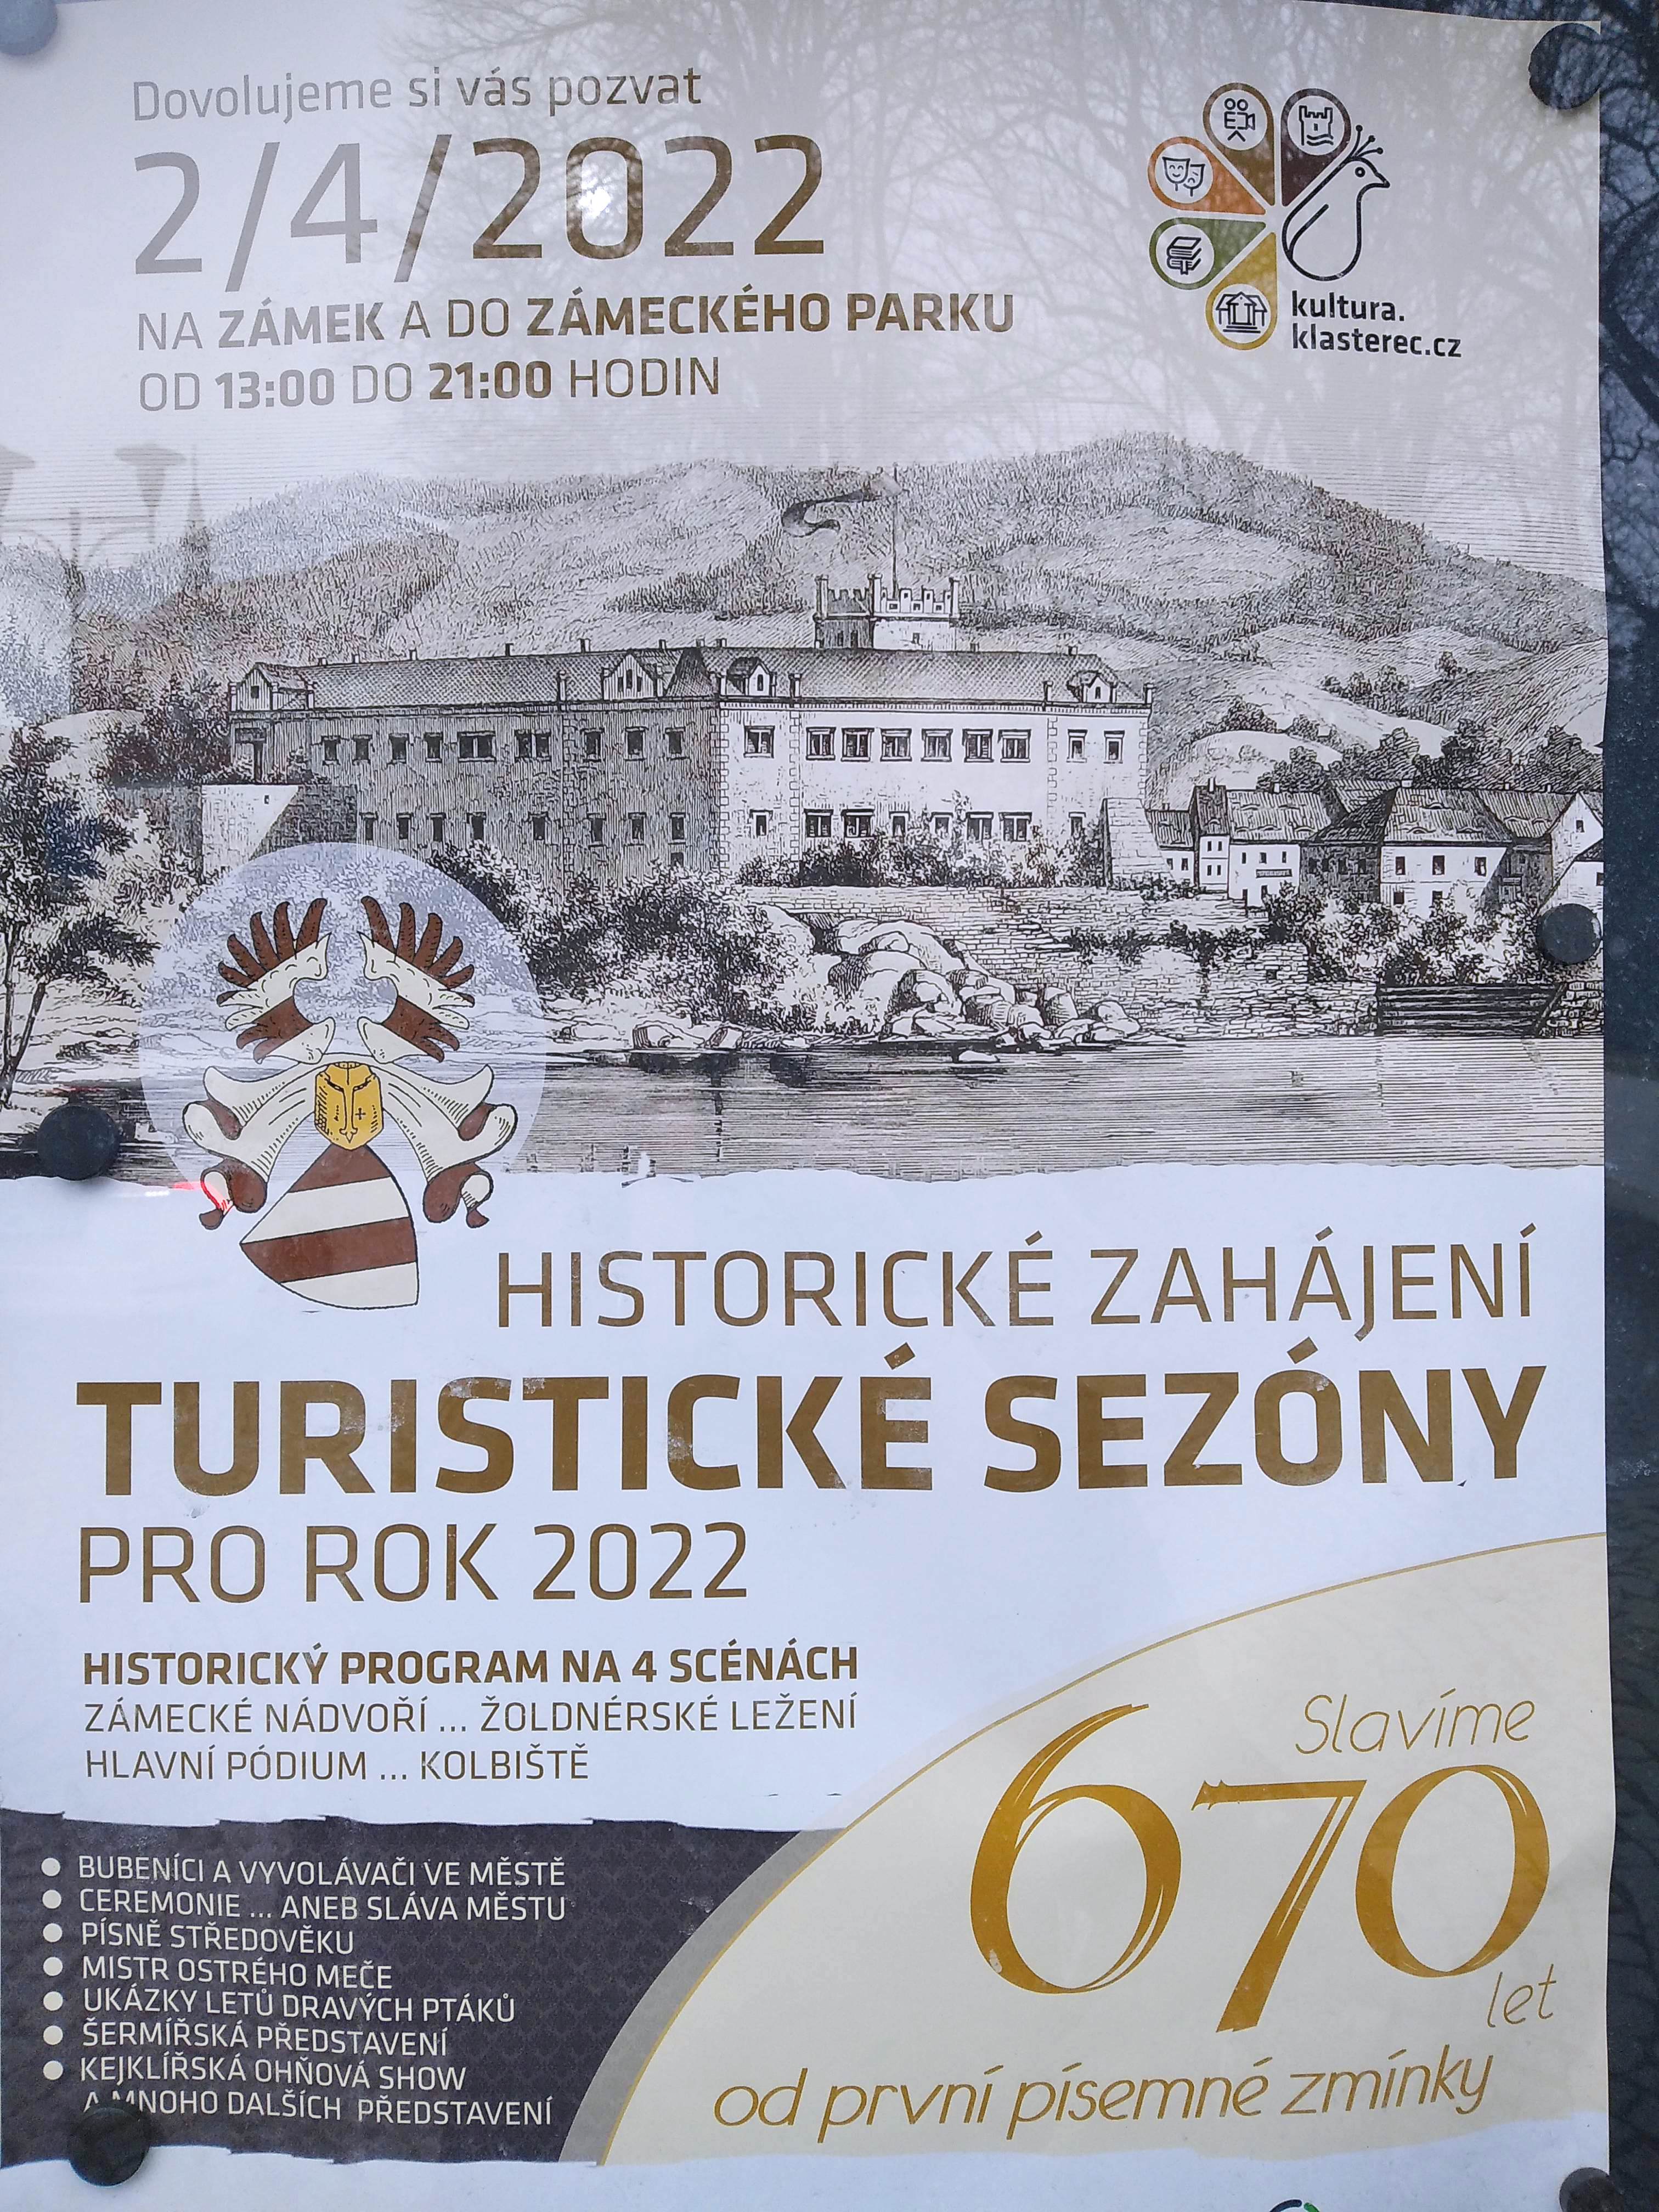 Dovolujeme si vás pozvat
2/4/2022
NA ZÁMEK A DO ZÁMECKÉHO PARKU
OD 13:00 DO 21:00 HODIN
kultura.
klasterec.cz
HISTORICKÉ ZAHÁJENÍ
TURISTICKÉ SEZÓNY
PRO ROK 2022
HISTORICKÝ PROGRAM NA 4 SCÉNÁCH
ZÁMECKÉ NÁDVOŘÍ ... ŽOLDNÉRSKÉ LEŽENÍ
HLAVNÍ PÓDIUM ... KOLBIŠTĚ
● BUBENÍCI A VYVOLÁVAČI VE MĚSTĚ
● CEREMONIE ... ANEB SLÁVA MĚSTU
● PÍSNĚ STŘEDOVĚKU
● MISTR OSTRÉHO MEČE
● UKÁZKY LETŮ DRAVÝCH PTÁKŮ
● ŠERMÍŘSKÁ PŘEDSTAVENÍ
● KEJKLÍŘSKÁ OHŇOVÁ SHOW
A MNOHO DALŠÍCH PŘEDSTAVENÍ
Slavíme
670
let
od první písemné zmínky